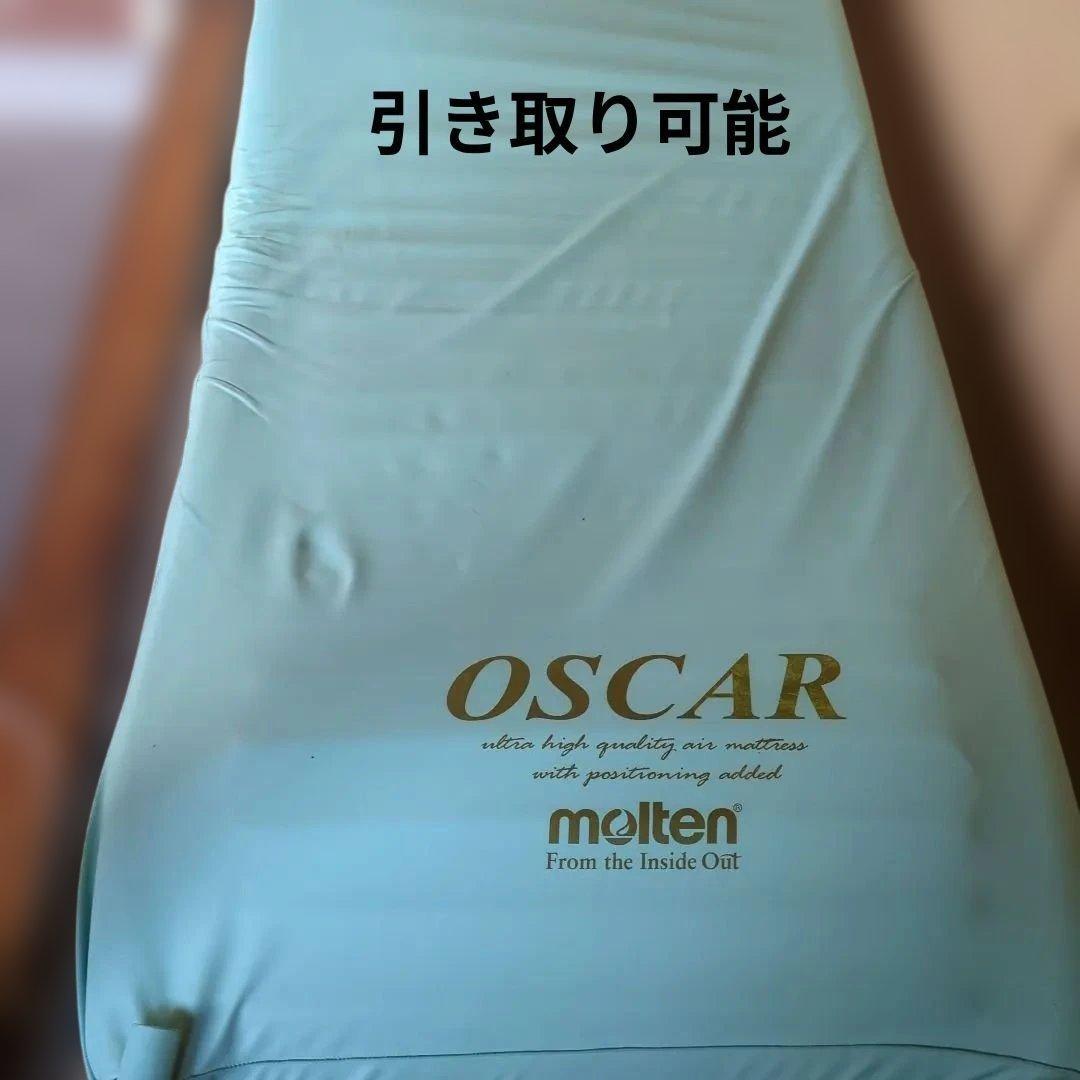 引き取り可能
OSCAR
ultra high quality air mattress
with positioning added
molten®
From the Inside Out